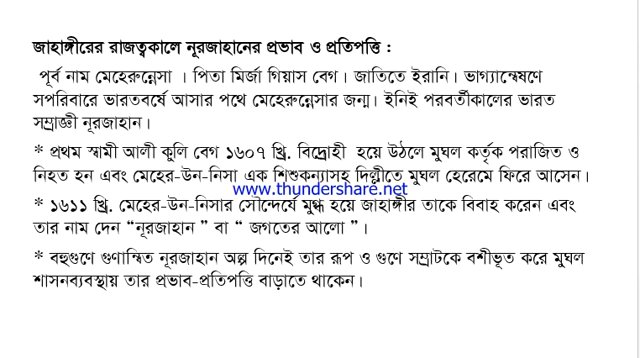 জাহাঙ্গীরের রাজত্বকালে নূরজাহানের প্রভাব ও প্রতিপত্তি :
পূর্ব নাম মেহেরুন্নেসা । পিতা মির্জা গিয়াস বেগ। জাতিতে ইরানি। ভাগ্যান্বেষণে
সপরিবারে ভারতবর্ষে আসার পথে মেহেরুন্নেসার জন্ম। ইনিই পরবর্তীকালের ভারত
সম্রাজ্ঞী নূরজাহান।
* প্রথম স্বামী আলী কুলি বেগ ১৬০৭ খ্রি. বিদ্রোহী হয়ে উঠলে মুঘল কর্তৃক পরাজিত ও
নিহত হন এবং মেহের-উন-নিসা এক শিশুকন্যাসহ দিল্লীতে মুঘল হেরেমে ফিরে আসেন।
www.thundershare.net
* ১৬১১ খ্রি. মেহের-উন-নিসার সৌন্দর্যে মুগ্ধ হয়ে জাহাঙ্গীর তাকে বিবাহ করেন এবং
তার নাম দেন “নূরজাহান ” বা “ জগতের আলো ”।
* বহুগুণে গুণান্বিত নূরজাহান অল্প দিনেই তার রূপ ও গুণে সম্রাটকে বশীভূত করে মুঘল
শাসনব্যবস্থায় তার প্রভাব-প্রতিপত্তি বাড়াতে থাকেন।